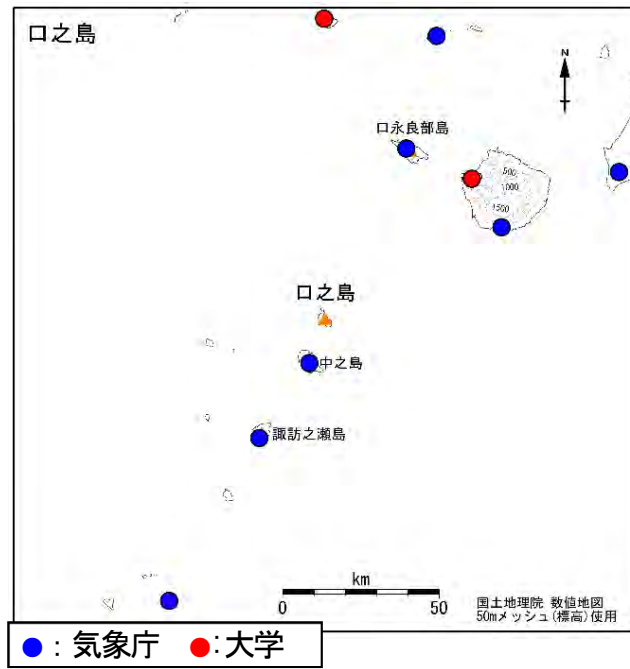 口之島
N
口永良部島
500
1000
1500
口之島
中之島
諏訪之瀬島
km
0 50
国土地理院 数値地図
50mメッシュ(標高)使用
●：気象庁 ●：大学